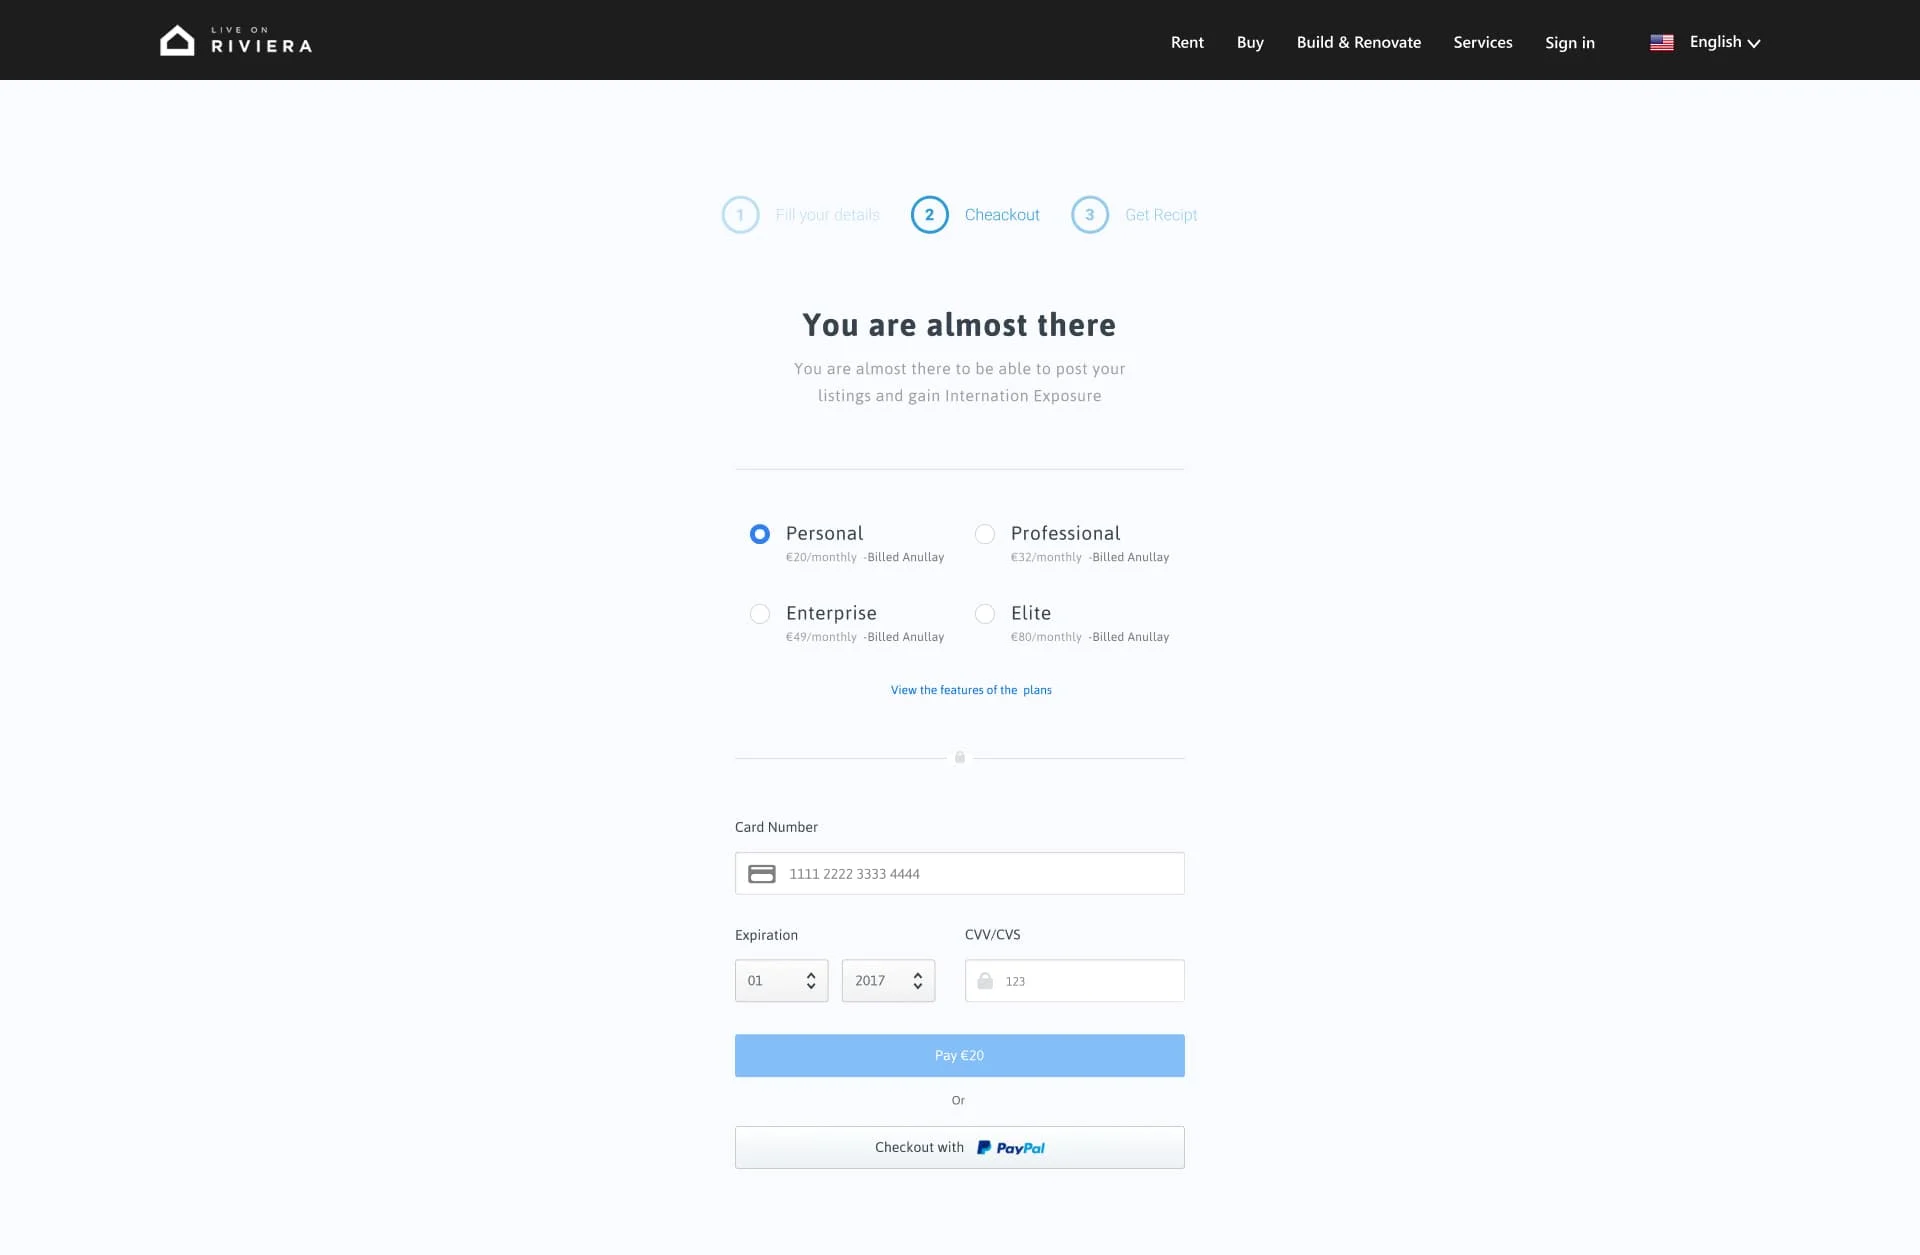 LIVE ON
RIVIERA
Rent Buy Build & Renovate Services Sign in English
1 Fill your details 2 Cheackout 3 Get Recipt
You are almost there
You are almost there to be able to post your
listings and gain Internation Exposure
Personal
€20/monthly -Billed Anullay
Professional
€32/monthly -Billed Anullay
Enterprise
€49/monthly -Billed Anullay
Elite
€80/monthly -Billed Anullay
View the features of the plans
Card Number
1111 2222 3333 4444
Expiration
CVV/CVS
01 2017 123
Pay €20
Or
Checkout with PayPal